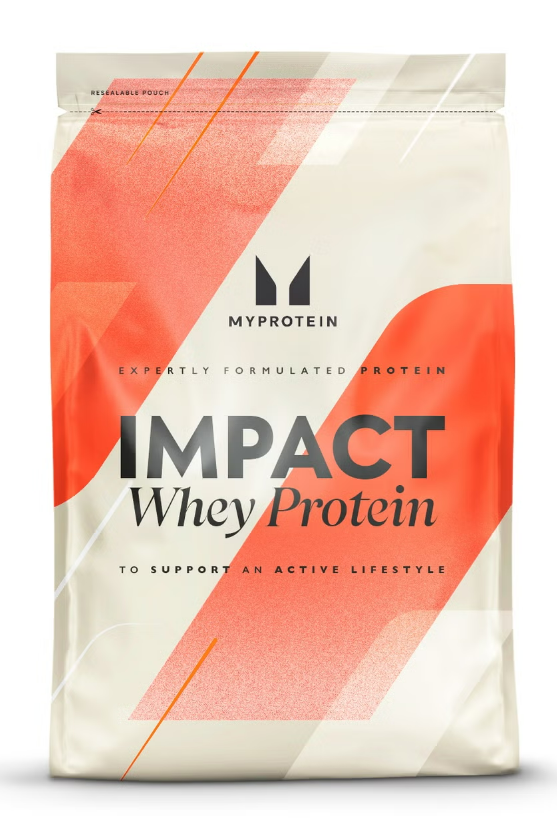 RESEALABLE POUCH
MYPROTEIN
EXPERTLY FORMULATED PROTEIN
IMPACT
Whey Protein
TO SUPPORT AN ACTIVE LIFESTYLE